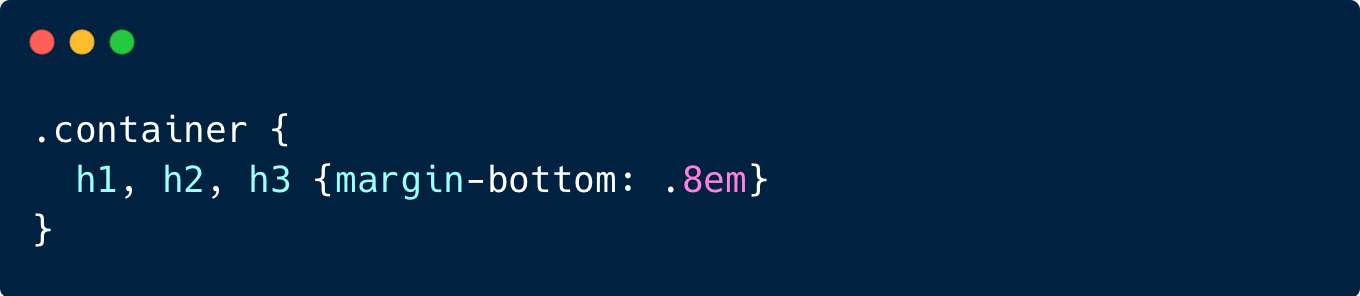 .container {
  h1, h2, h3 {margin-bottom: .8em}
}